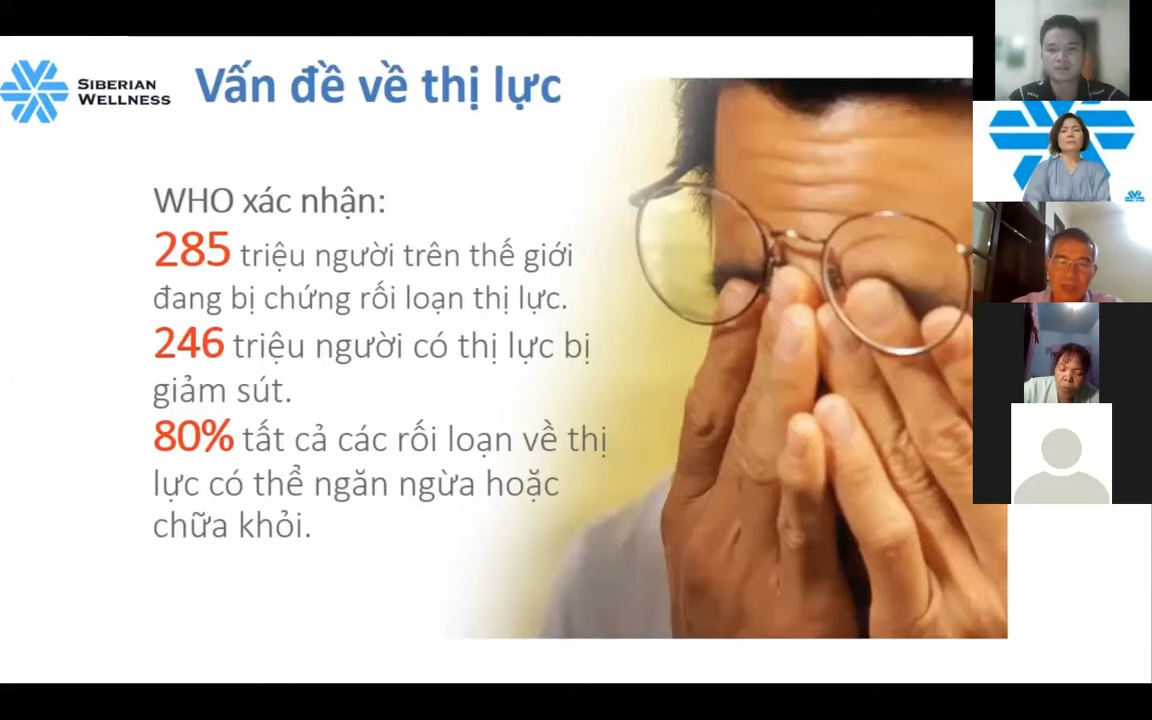 SIBERIAN
WELLNESS
Vấn đề về thị lực
WHO xác nhận:
285 triệu người trên thế giới
đang bị chứng rối loạn thị lực.
246 triệu người có thị lực bị
giảm sút.
80% tất cả các rối loạn về thị
lực có thể ngăn ngừa hoặc
chữa khỏi.